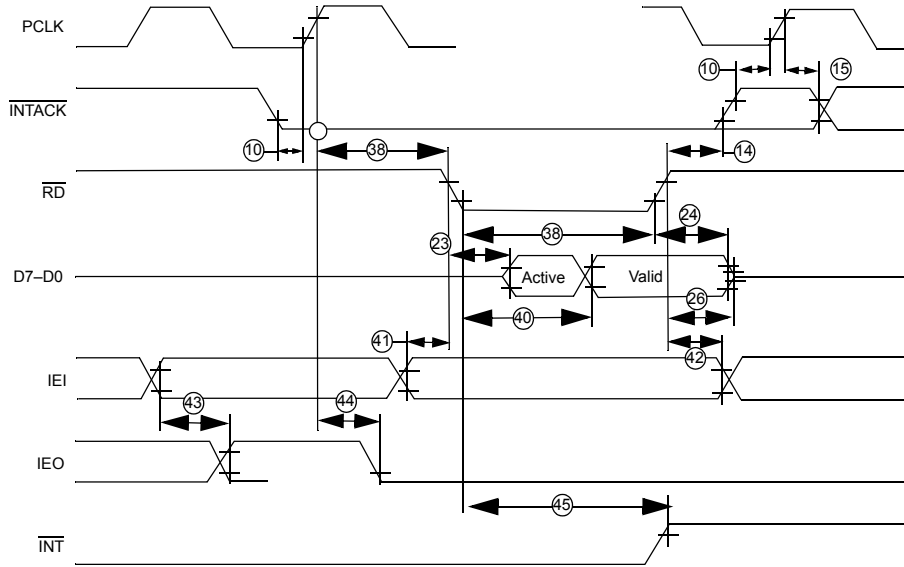 PCLK
10
15
INTACK
10
38
14
RD
23
38
24
D7–D0
Active
Valid
40
26
41
42
IEI
43
44
IEO
45
INT